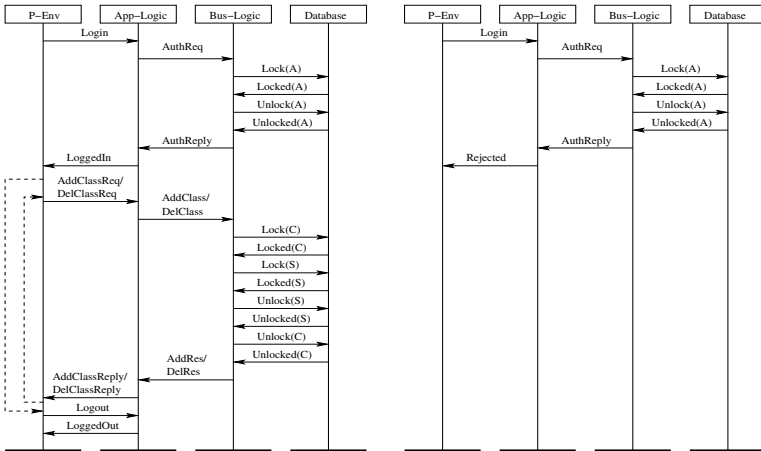 P-Env
App-Logic
Bus-Logic
Database
Login
AuthReq
Lock(A)
Locked(A)
Unlock(A)
Unlocked(A)
AuthReply
LoggedIn
AddClassReq/
DelClassReq
AddClass/
DelClass
Lock(C)
Locked(C)
Lock(S)
Locked(S)
Unlock(S)
Unlocked(S)
Unlock(C)
Unlocked(C)
AddRes/
DelRes
AddClassReply/
DelClassReply
Logout
LoggedOut
P-Env
App-Logic
Bus-Logic
Database
Login
AuthReq
Lock(A)
Locked(A)
Unlock(A)
Unlocked(A)
AuthReply
Rejected